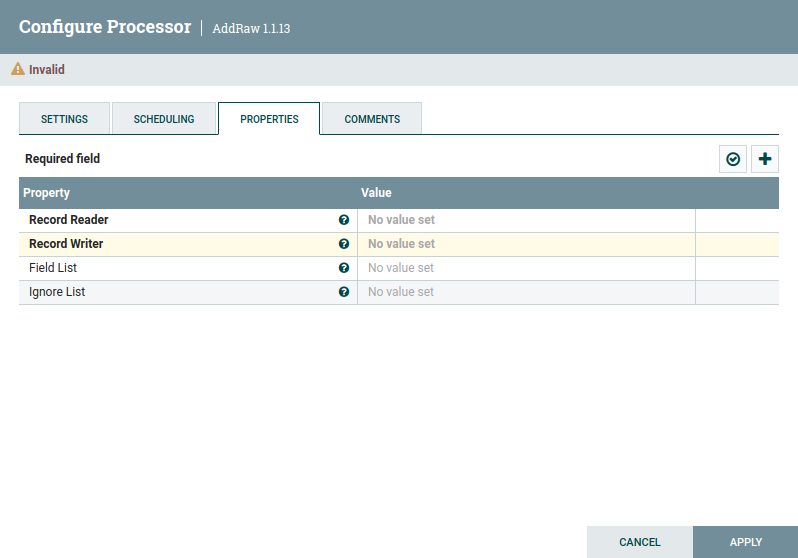 Configure Processor | AddRaw 1.1.13
Invalid
SETTINGS SCHEDULING PROPERTIES COMMENTS
Required field
Property Value
Record Reader No value set
Record Writer No value set
Field List No value set
Ignore List No value set
CANCEL APPLY